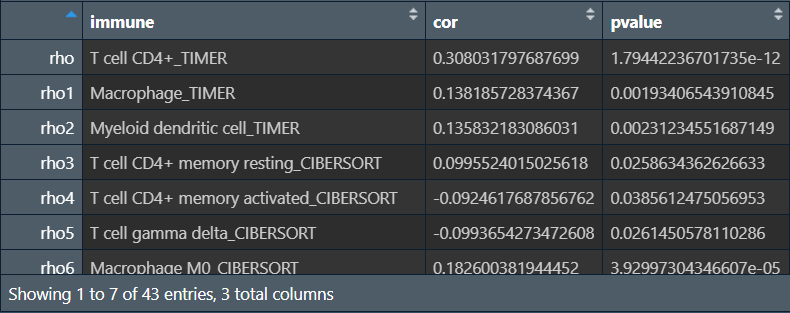 immune cor pvalue
rho T cell CD4+_TIMER 0.308031797687699 1.79442236701735e-12
rho1 Macrophage_TIMER 0.138185728374367 0.00193406543910845
rho2 Myeloid dendritic cell_TIMER 0.135832183086031 0.00231234551687149
rho3 T cell CD4+ memory resting_CIBERSORT 0.0995524015025618 0.0258634362626633
rho4 T cell CD4+ memory activated_CIBERSORT -0.0924617687856762 0.0385612475056953
rho5 T cell gamma delta_CIBERSORT -0.0993654273472608 0.0261450578110286
rho6 Macrophage M0_CIBERSORT 0.182600381944452 3.92997304346607e-05
Showing 1 to 7 of 43 entries, 3 total columns